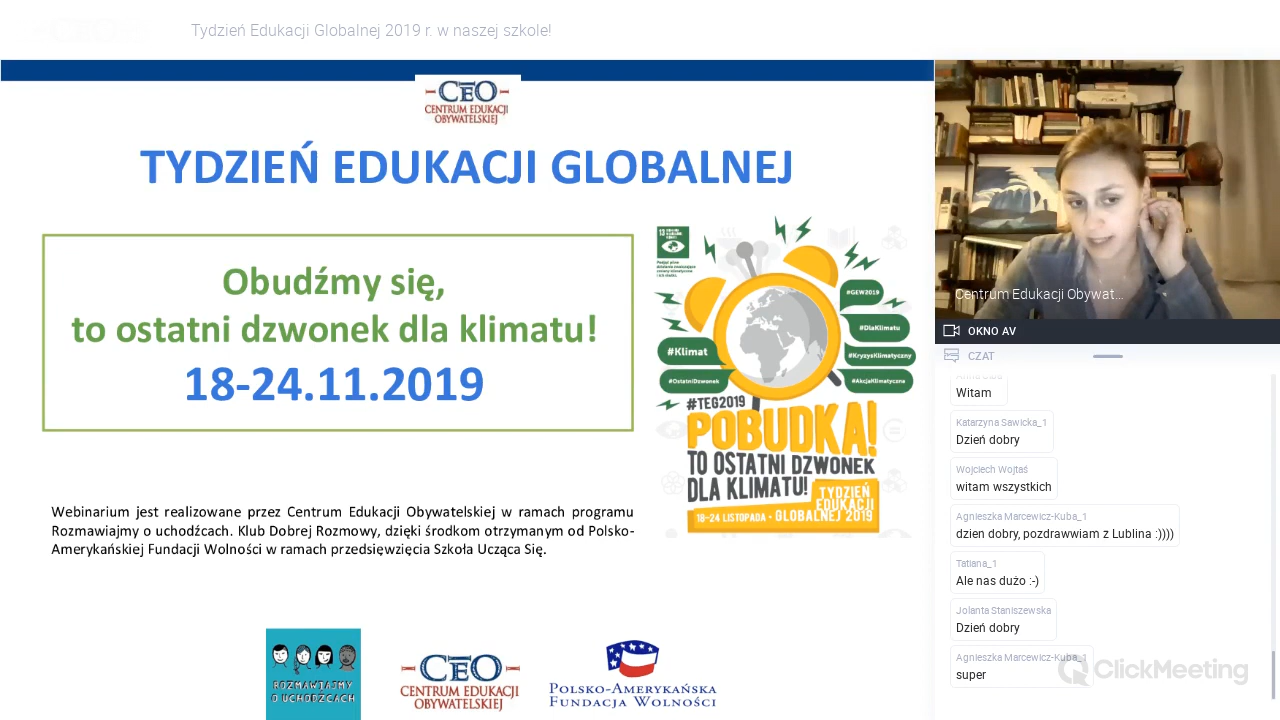 Tydzień Edukacji Globalnej 2019 r. w naszej szkole!
CEO
CENTRUM EDUKACJI
OBYWATELSKIEJ
TYDZIEŃ EDUKACJI GLOBALNEJ
Obudźmy się,
to ostatni dzwonek dla klimatu!
18-24.11.2019
#GEW2019
#DlaKlimatu
#Klimat
#KryzysKlimatyczny
#OstatniDzwonek
#AkcjaKlimatyczna
#TEG2019
POBUDKA!
TO OSTATNI DZWONEK
DLA KLIMATU!
TYDZIEŃ
EDUKACJI
18-24 LISTOPADA • GLOBALNEJ 2019
Webinarium jest realizowane przez Centrum Edukacji Obywatelskiej w ramach programu
Rozmawiajmy o uchodźcach. Klub Dobrej Rozmowy, dzięki środkom otrzymanym od Polsko-
Amerykańskiej Fundacji Wolności w ramach przedsięwzięcia Szkoła Ucząca Się.
ROZMAWIAJMY
O UCHODŹCACH
CEO
CENTRUM EDUKACJI
OBYWATELSKIEJ
POLSKO-AMERYKAŃSKA
FUNDACJA WOLNOŚCI
Centrum Edukacji Obywat...
OKNO AV
CZAT
Witam
Katarzyna Sawicka_1
Dzień dobry
Wojciech Wojtaś
witam wszystkich
Agnieszka Marcewicz-Kuba_1
dzien dobry, pozdrawwiam z Lublina :))))
Tatiana_1
Ale nas dużo :-)
Jolanta Staniszewska
Dzień dobry
Agnieszka Marcewicz-Kuba_1
super
ClickMeeting